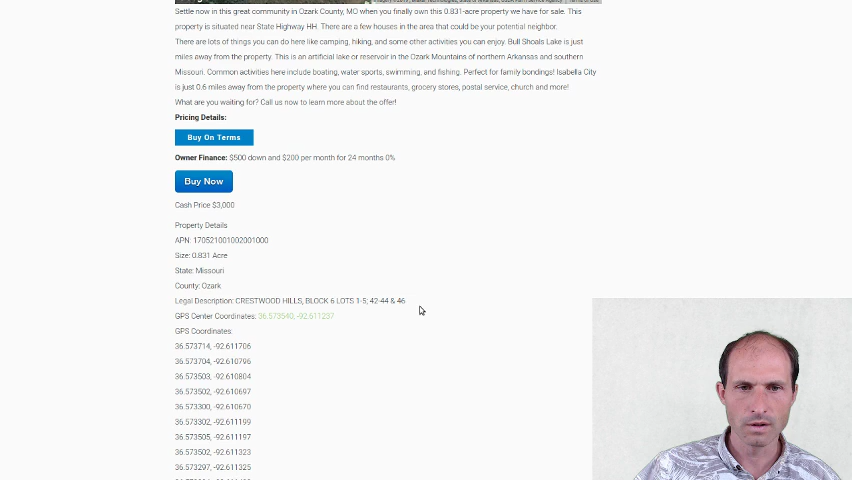 Settle now in this great community in Ozark County, MO when you finally own this 0.831-acre property we have for sale. This
property is situated near State Highway HH. There are a few houses in the area that could be your potential neighbor.
There are lots of things you can do here like camping, hiking, and some other activities you can enjoy. Bull Shoals Lake is just
miles away from the property. This is an artificial lake or reservoir in the Ozark Mountains of northern Arkansas and southern
Missouri. Common activities here include boating, water sports, swimming, and fishing. Perfect for family bondings! Isabella City
is just 0.6 miles away from the property where you can find restaurants, grocery stores, postal service, church and more!
What are you waiting for? Call us now to learn more about the offer!
Pricing Details:
Buy On Terms
Owner Finance: $500 down and $200 per month for 24 months 0%
Buy Now
Cash Price $3,000
Property Details
APN: 170521001002001000
Size: 0.831 Acre
State: Missouri
County: Ozark
Legal Description: CRESTWOOD HILLS, BLOCK 6 LOTS 1-5; 42-44 & 46
GPS Center Coordinates: 36.573540, -92.611237
GPS Coordinates:
36.573714, -92.611706
36.573704, -92.610796
36.573503, -92.610804
36.573502, -92.610697
36.573300, -92.610670
36.573302, -92.611199
36.573505, -92.611197
36.573502, -92.611323
36.573297, -92.611325